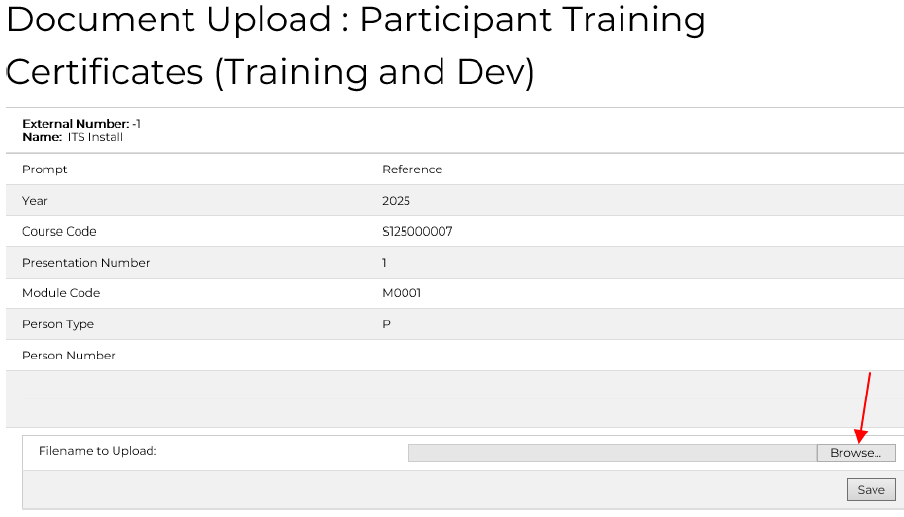 Document Upload : Participant Training
Certificates (Training and Dev)
External Number: -1
Name: ITS Install
Prompt Reference
Year 2025
Course Code S125000007
Presentation Number 1
Module Code M0001
Person Type P
Person Number
Filename to Upload: Browse...
Save